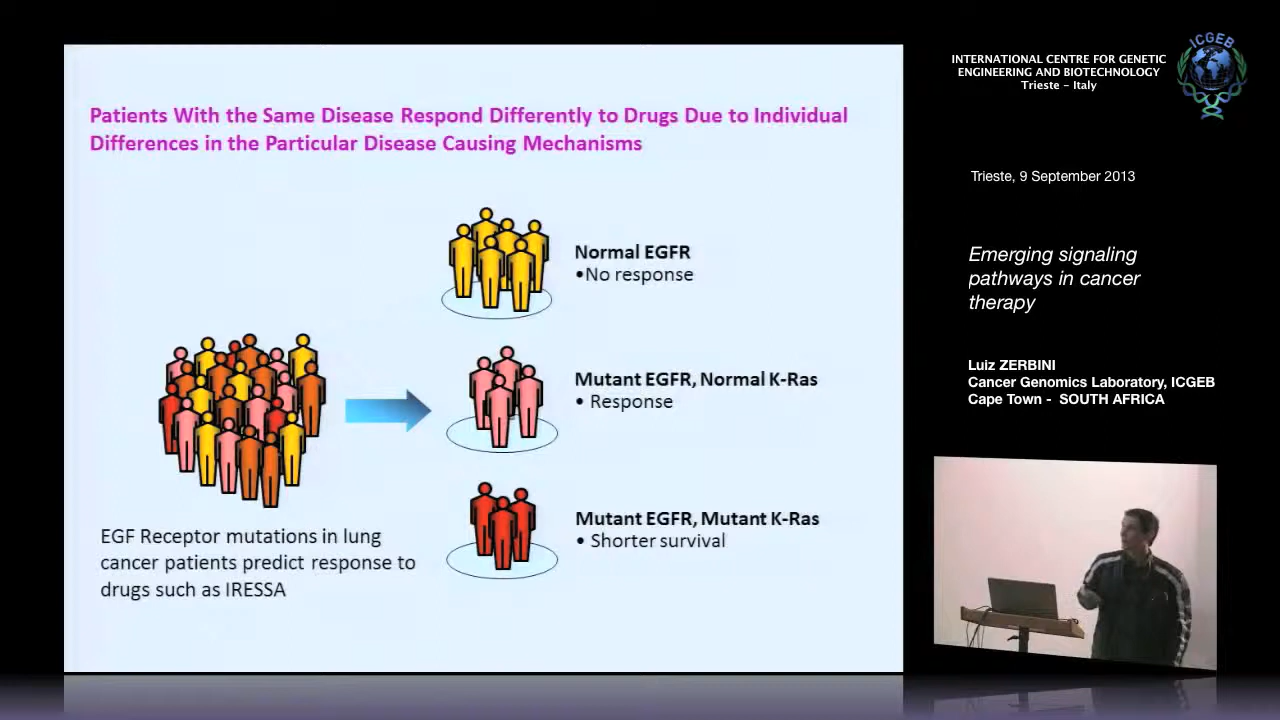 Patients With the Same Disease Respond Differently to Drugs Due to Individual
Differences in the Particular Disease Causing Mechanisms
Normal EGFR
•No response
Mutant EGFR, Normal K-Ras
• Response
Mutant EGFR, Mutant K-Ras
• Shorter survival
EGF Receptor mutations in lung
cancer patients predict response to
drugs such as IRESSA
INTERNATIONAL CENTRE FOR GENETIC
ENGINEERING AND BIOTECHNOLOGY
Trieste - Italy
ICGEB
Trieste, 9 September 2013
Emerging signaling
pathways in cancer
therapy
Luiz ZERBINI
Cancer Genomics Laboratory, ICGEB
Cape Town - SOUTH AFRICA